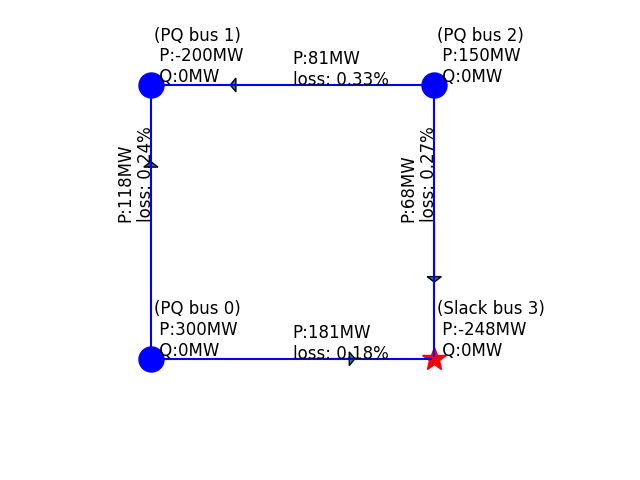 (PQ bus 1)
P:-200MW
Q:0MW
(PQ bus 2)
P:150MW
Q:0MW
P:81MW
loss: 0.33%
P:118MW
loss: 0.24%
P:68MW
loss: 0.27%
(PQ bus 0)
P:300MW
Q:0MW
P:181MW
loss: 0.18%
(Slack bus 3)
P:-248MW
Q:0MW